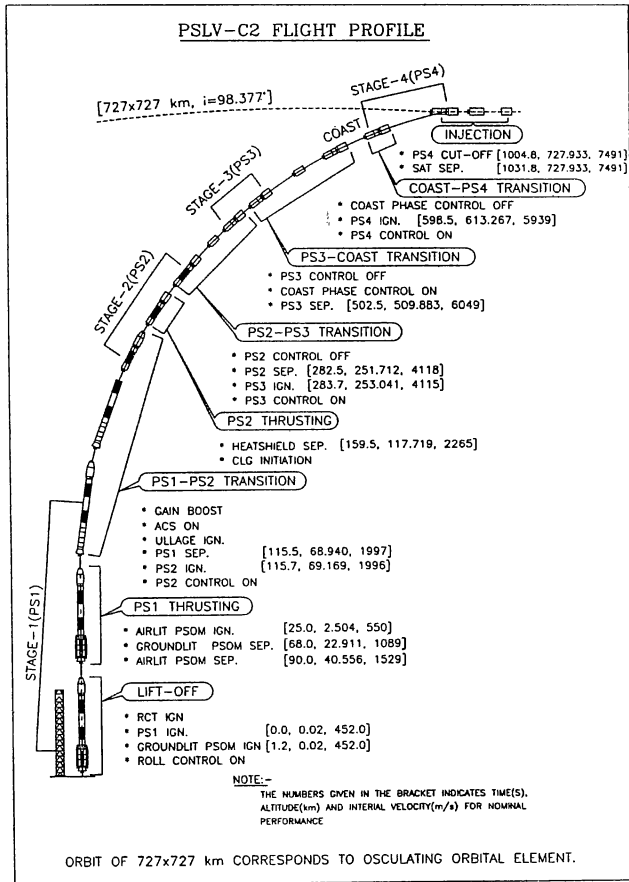 PSLV-C2 FLIGHT PROFILE
[727x727 km, i=98.377°]
STAGE-4(PS4)
COAST
INJECTION
* PS4 CUT-OFF [1004.8, 727.933, 7491]
* SAT SEP. [1031.8, 727.933, 7491]
COAST-PS4 TRANSITION
* COAST PHASE CONTROL OFF
* PS4 IGN. [598.5, 613.267, 5939]
* PS4 CONTROL ON
STAGE-3(PS3)
PS3-COAST TRANSITION
* PS3 CONTROL OFF
* COAST PHASE CONTROL ON
* PS3 SEP. [502.5, 509.883, 6049]
STAGE-2(PS2)
PS2-PS3 TRANSITION
* PS2 CONTROL OFF
* PS2 SEP. [282.5, 251.712, 4118]
* PS3 IGN. [283.7, 253.041, 4115]
* PS3 CONTROL ON
PS2 THRUSTING
* HEATSHIELD SEP. [159.5, 117.719, 2265]
* CLG INITIATION
PS1-PS2 TRANSITION
* GAIN BOOST
* ACS ON
* ULLAGE IGN.
* PS1 SEP. [115.5, 68.940, 1997]
* PS2 IGN. [115.7, 69.169, 1996]
* PS2 CONTROL ON
STAGE-1(PS1)
PS1 THRUSTING
* AIRLIT PSOM IGN. [25.0, 2.504, 550]
* GROUNDLIT PSOM SEP. [68.0, 22.911, 1089]
* AIRLIT PSOM SEP. [90.0, 40.556, 1529]
LIFT-OFF
* RCT IGN
* PS1 IGN. [0.0, 0.02, 452.0]
* GROUNDLIT PSOM IGN [1.2, 0.02, 452.0]
* ROLL CONTROL ON
NOTE:-
THE NUMBERS GIVEN IN THE BRACKET INDICATES TIME(S),
ALTITUDE(km) AND INTERIAL VELOCITY(m/s) FOR NOMINAL
PERFORMANCE
ORBIT OF 727x727 km CORRESPONDS TO OSCULATING ORBITAL ELEMENT.